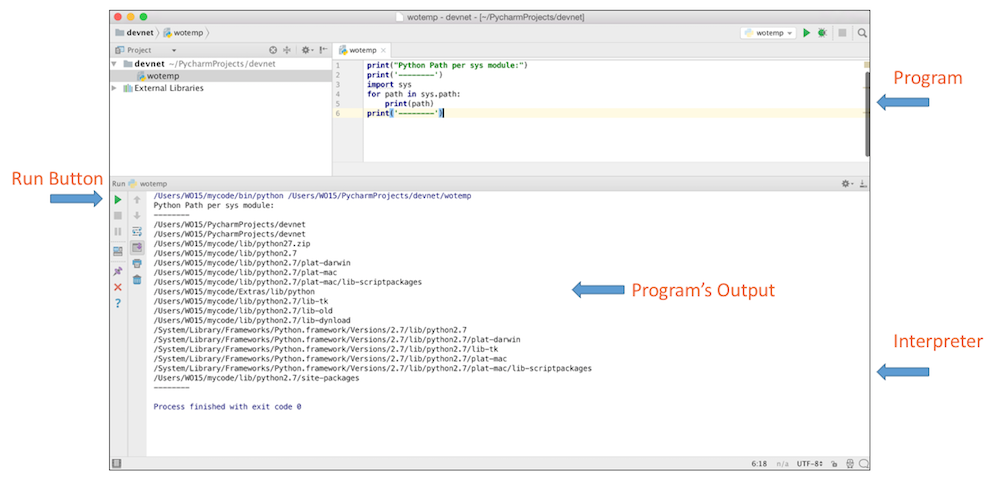 wotemp - devnet - [~/PycharmProjects/devnet]
devnet wotemp
wotemp
Project
wotemp
devnet ~/PycharmProjects/devnet
wotemp
External Libraries
1 print("Python Path per sys module:")
2 print('--------')
3 import sys
4 for path in sys.path:
5 print(path)
6 print('--------')
Program
Run Button
Run wotemp
/Users/WO15/mycode/bin/python /Users/WO15/PycharmProjects/devnet/wotemp
Python Path per sys module:
--------
/Users/WO15/PycharmProjects/devnet
/Users/WO15/PycharmProjects/devnet
/Users/WO15/mycode/lib/python27.zip
/Users/WO15/mycode/lib/python2.7
/Users/WO15/mycode/lib/python2.7/plat-darwin
/Users/WO15/mycode/lib/python2.7/plat-mac
/Users/WO15/mycode/lib/python2.7/plat-mac/lib-scriptpackages
/Users/WO15/mycode/Extras/lib/python
/Users/WO15/mycode/lib/python2.7/lib-tk
/Users/WO15/mycode/lib/python2.7/lib-old
/Users/WO15/mycode/lib/python2.7/lib-dynload
/System/Library/Frameworks/Python.framework/Versions/2.7/lib/python2.7
/System/Library/Frameworks/Python.framework/Versions/2.7/lib/python2.7/plat-darwin
/System/Library/Frameworks/Python.framework/Versions/2.7/lib/python2.7/lib-tk
/System/Library/Frameworks/Python.framework/Versions/2.7/lib/python2.7/plat-mac
/System/Library/Frameworks/Python.framework/Versions/2.7/lib/python2.7/plat-mac/lib-scriptpackages
/Users/WO15/mycode/lib/python2.7/site-packages
--------
Process finished with exit code 0
Program's Output
Interpreter
6:18 n/a UTF-8